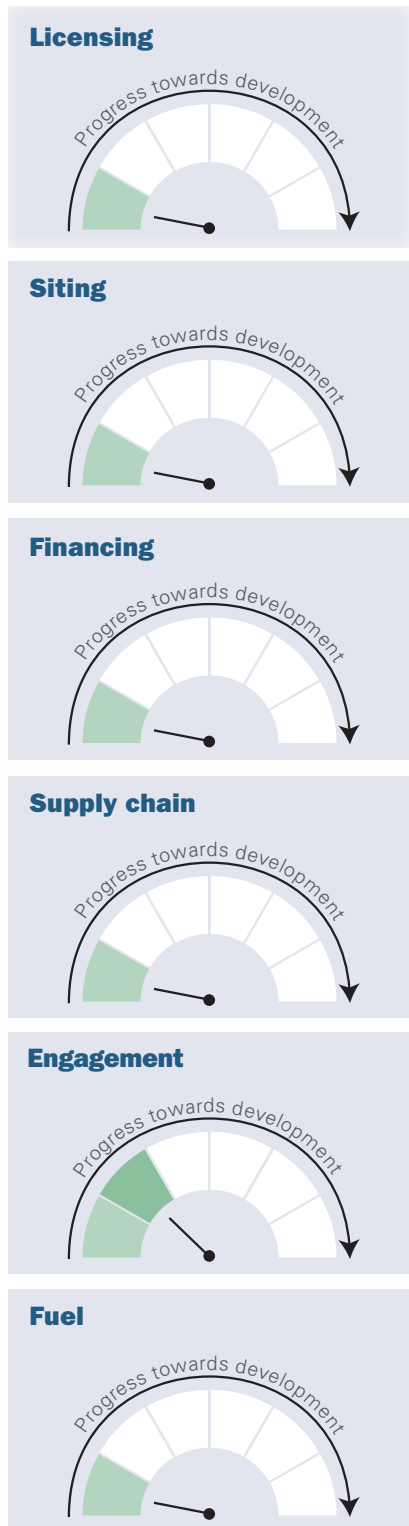 Licensing
Progress towards development
Siting
Progress towards development
Financing
Progress towards development
Supply chain
Progress towards development
Engagement
Progress towards development
Fuel
Progress towards development